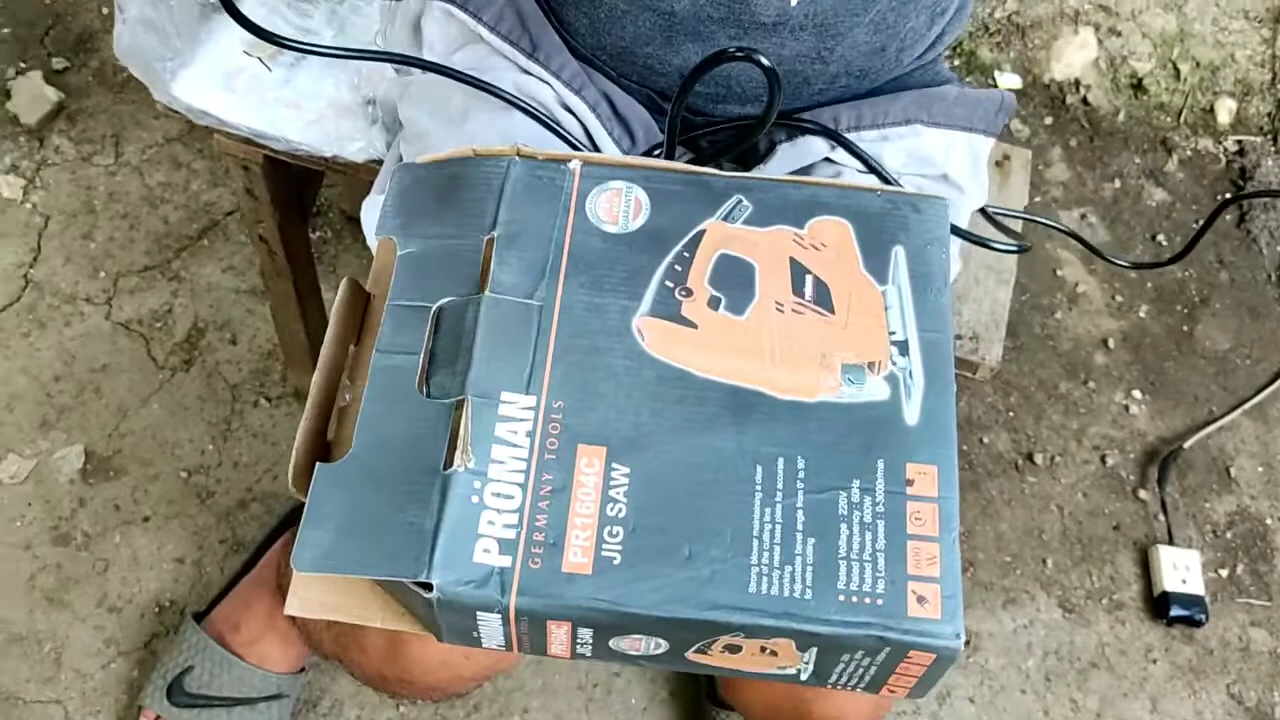 PRÖMAN
GERMANY TOOLS
PR1604C
JIG SAW
GUARANTEE
Strong blower maintaining a clear
view of the cutting line
Sturdy metal base plate for accurate
working
Adjustable bevel angle from 0° to 90°
for mitre cutting
• Rated Voltage : 220V
• Rated Frequency : 60Hz
• Rated Power : 600W
• No Load Speed : 0-3000r/min
600
W
PRÖMAN
PR1604C
JIG SAW